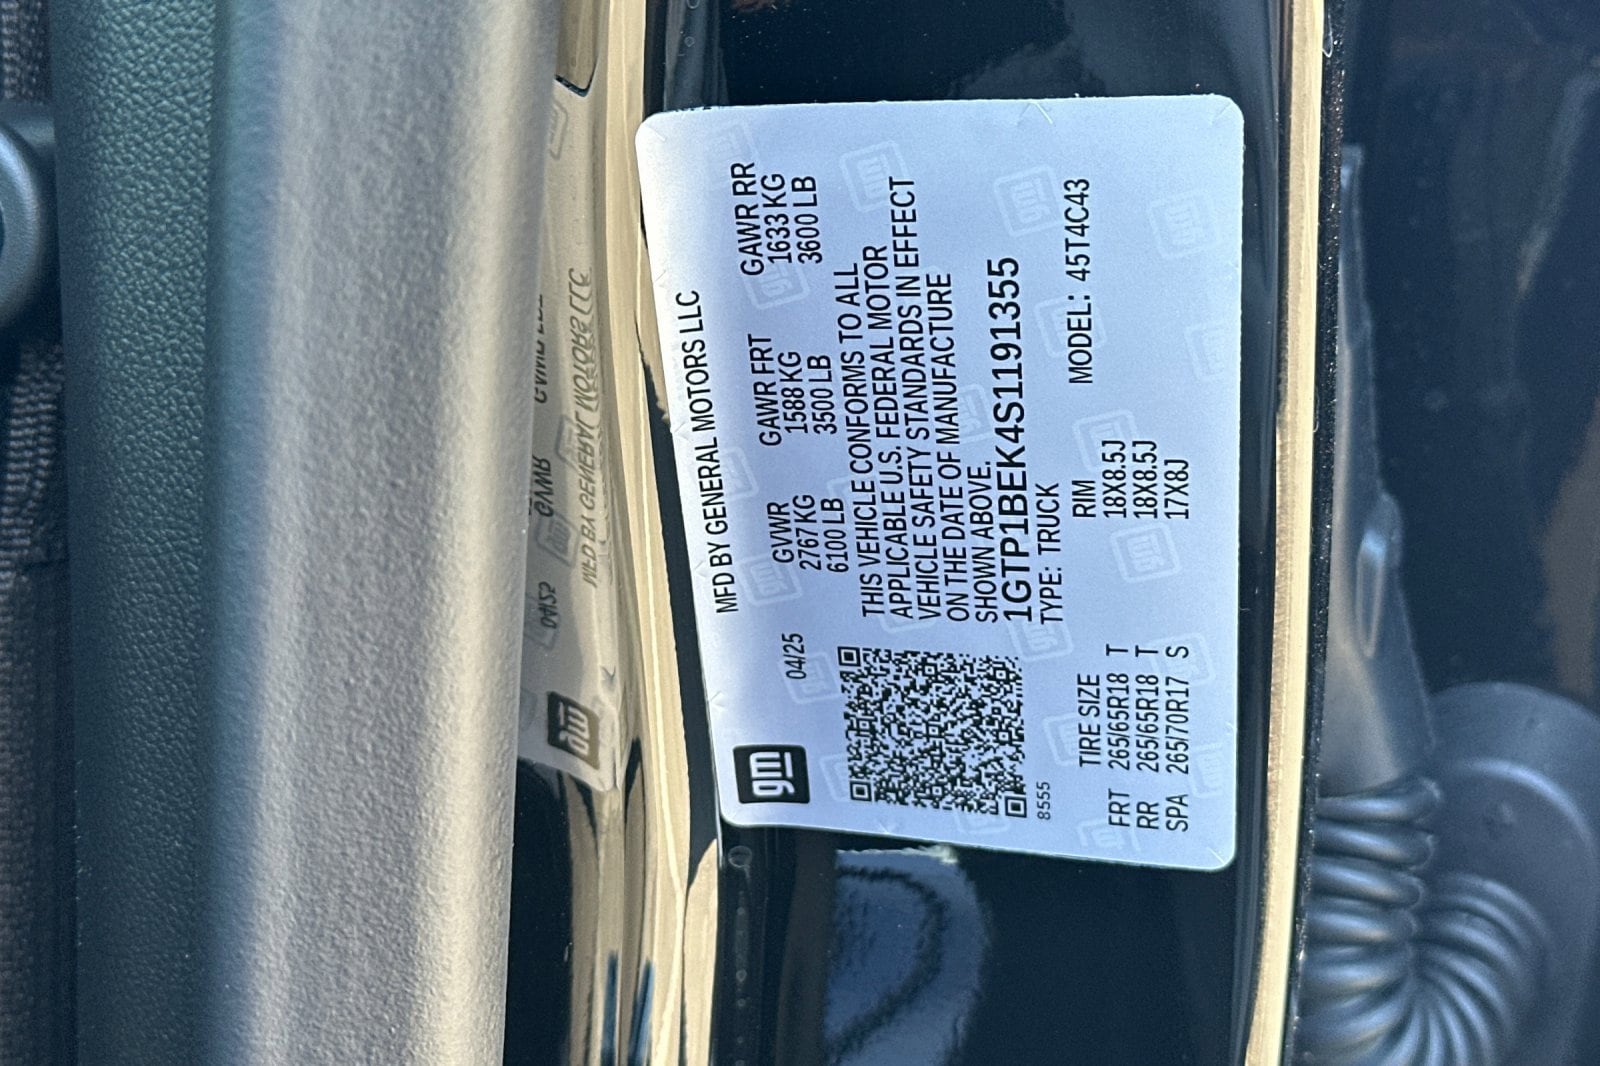 gm
04/25
MFD BY GENERAL MOTORS LLC
GVWR GAWR FRT GAWR RR
2767 KG 1588 KG 1633 KG
6100 LB 3500 LB 3600 LB
THIS VEHICLE CONFORMS TO ALL
APPLICABLE U.S. FEDERAL MOTOR
VEHICLE SAFETY STANDARDS IN EFFECT
ON THE DATE OF MANUFACTURE
SHOWN ABOVE.
1GTP1BEK4S1191355
8555
TYPE: TRUCK MODEL: 45T4C43
TIRE SIZE RIM
FRT 265/65R18 T 18X8.5J
RR 265/65R18 T 18X8.5J
SPA 265/70R17 S 17X8J